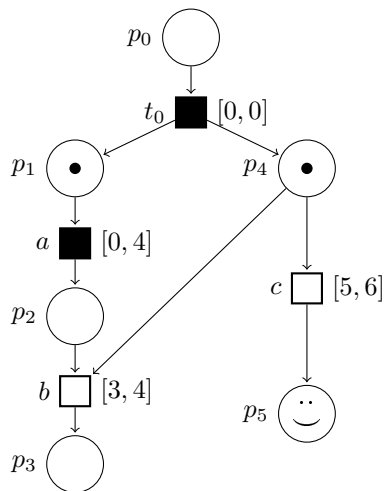 p₀
t₀ [0, 0]
p₁ p₄
a [0, 4]
c [5, 6]
p₂
b [3, 4]
p₅
p₃